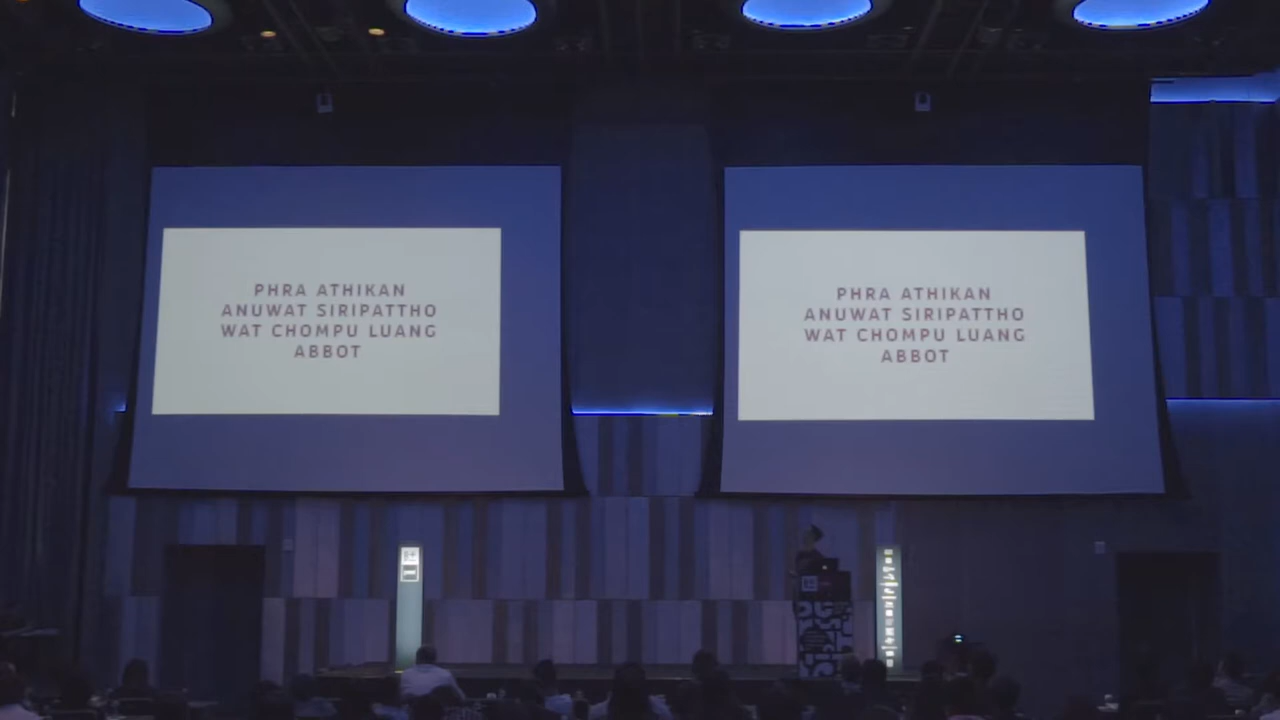 PHRA ATHIKAN
ANUWAT SIRIPATTHO
WAT CHOMPU LUANG
ABBOT
PHRA ATHIKAN
ANUWAT SIRIPATTHO
WAT CHOMPU LUANG
ABBOT